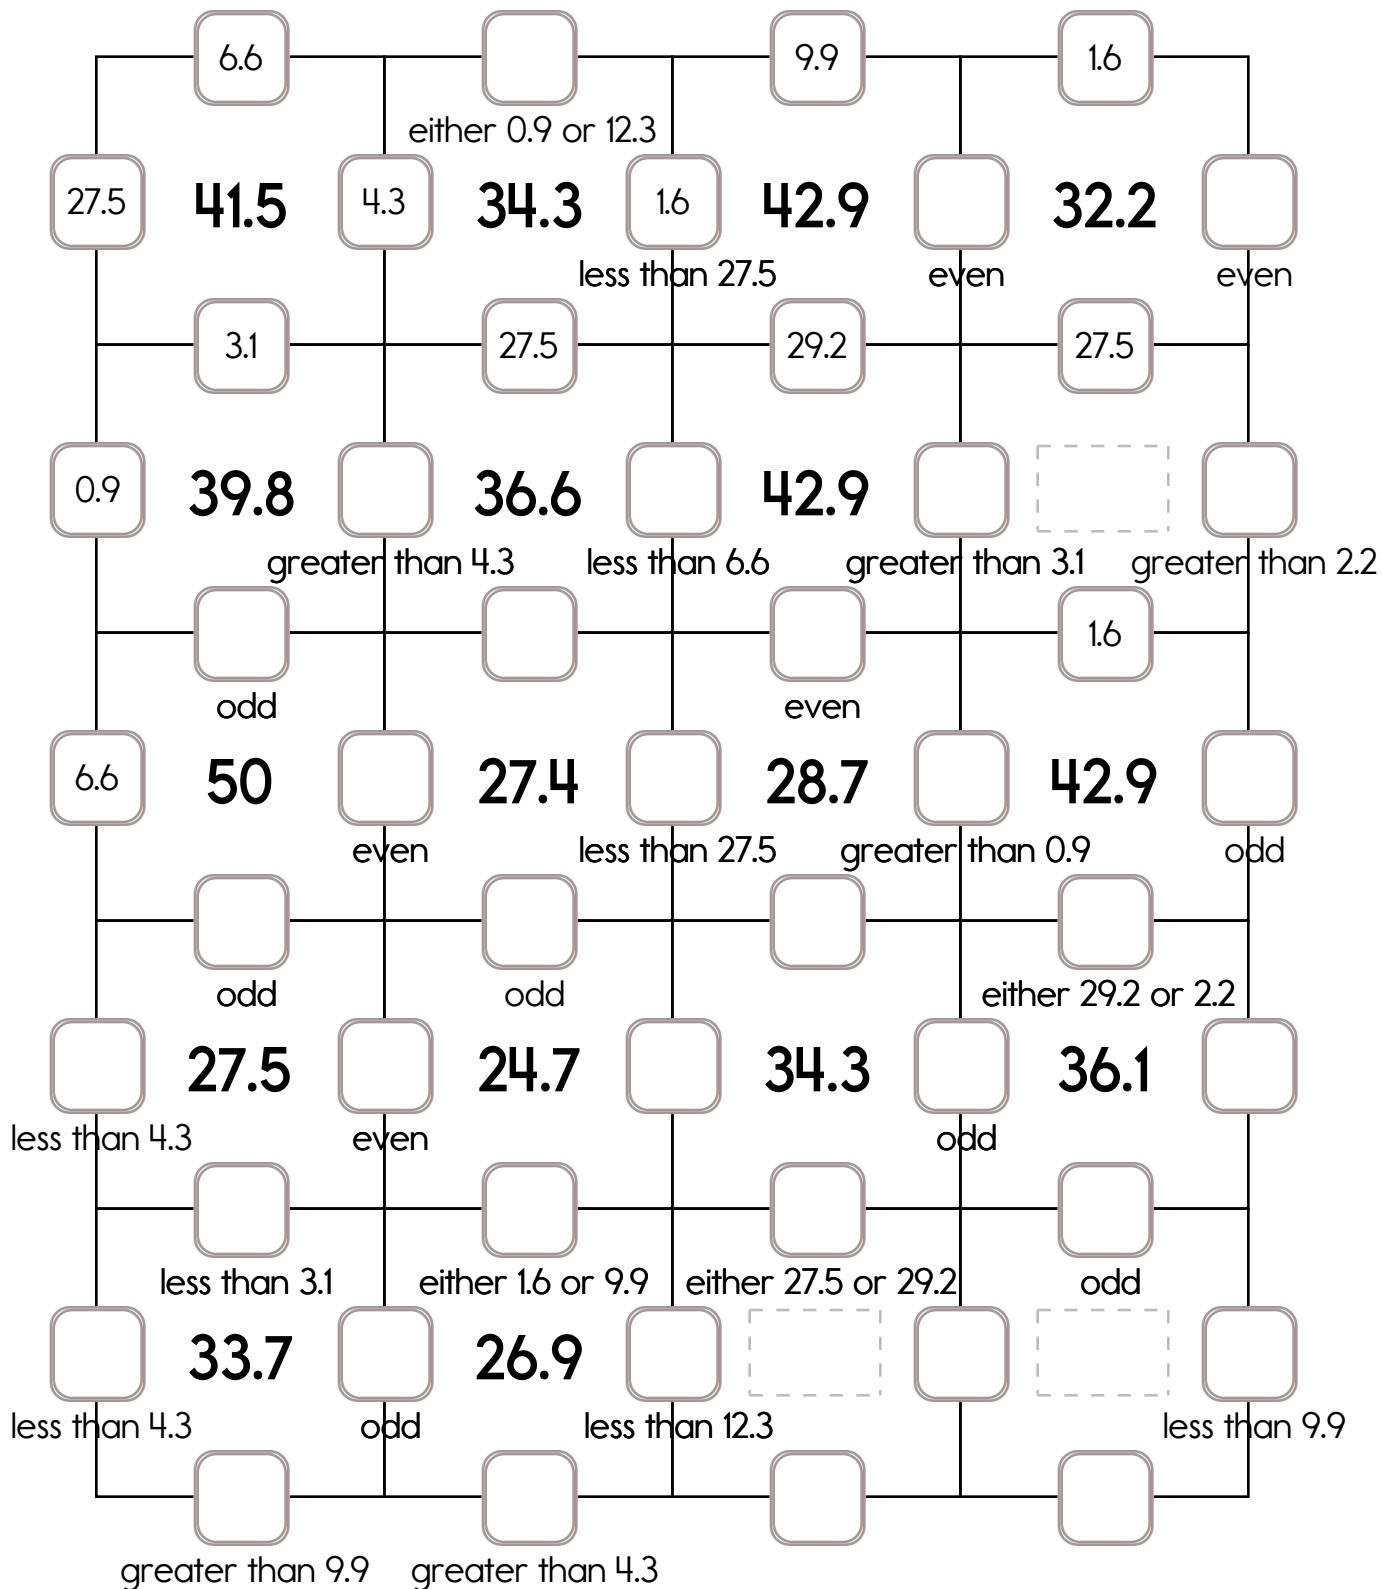 6.6 9.9 1.6
either 0.9 or 12.3
27.5 41.5 4.3 34.3 1.6 42.9 32.2
less than 27.5 even even
3.1 27.5 29.2 27.5
0.9 39.8 36.6 42.9
greater than 4.3 less than 6.6 greater than 3.1 greater than 2.2
1.6
odd even
6.6 50 27.4 28.7 42.9
even less than 27.5 greater than 0.9 odd
odd odd either 29.2 or 2.2
27.5 24.7 34.3 36.1
less than 4.3 even odd
less than 3.1 either 1.6 or 9.9 either 27.5 or 29.2 odd
33.7 26.9
less than 4.3 odd less than 12.3 less than 9.9
greater than 9.9 greater than 4.3